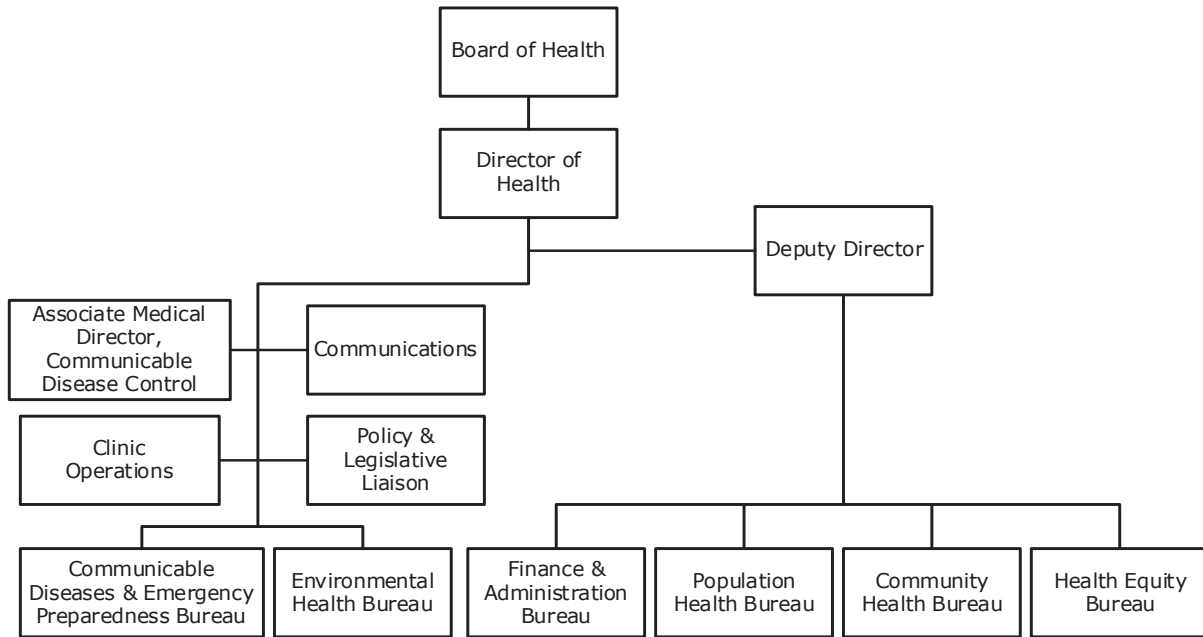 Board of Health
Director of
Health
Deputy Director
Associate Medical
Director,
Communicable
Disease Control
Communications
Clinic
Operations
Policy &
Legislative
Liaison
Communicable
Diseases & Emergency
Preparedness Bureau
Environmental
Health Bureau
Finance &
Administration
Bureau
Population
Health Bureau
Community
Health Bureau
Health Equity
Bureau